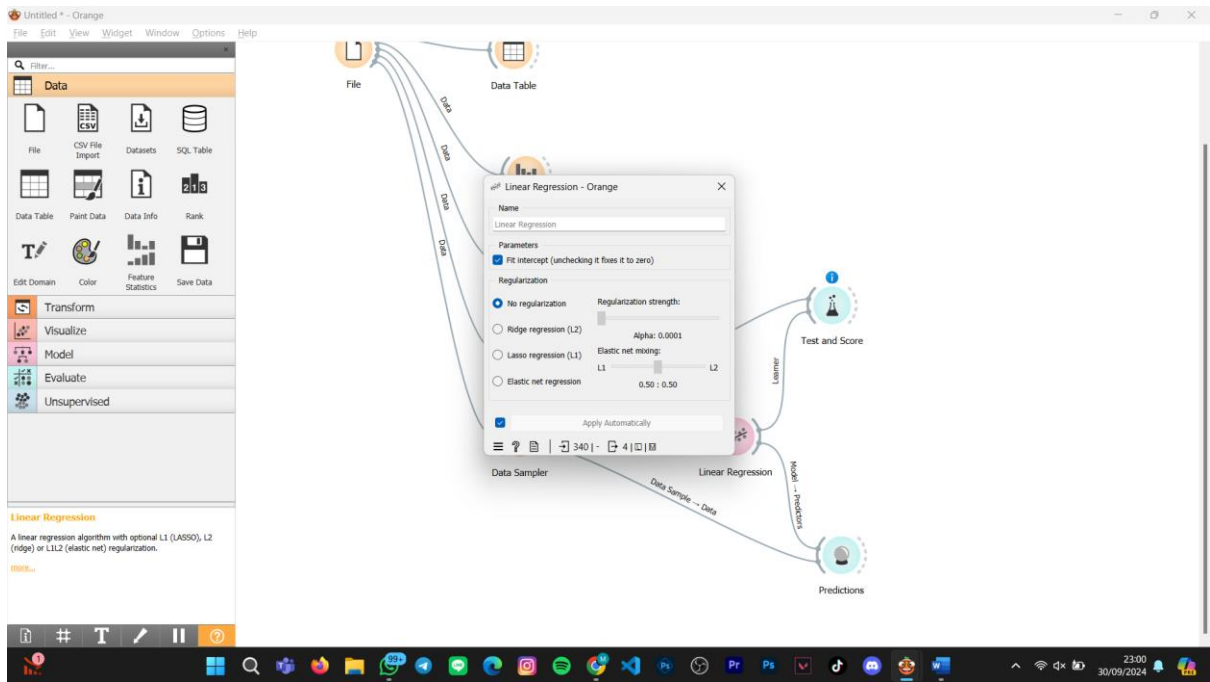 Untitled * - Orange
File Edit View Widget Window Options Help
Filter...
Data
File
CSV File Import
Datasets
SQL Table
Data Table
Paint Data
Data Info
Rank
Edit Domain
Color
Feature Statistics
Save Data
Transform
Visualize
Model
Evaluate
Unsupervised
Linear Regression
A linear regression algorithm with optional L1 (LASSO), L2
(ridge) or L1L2 (elastic net) regularization.
more...
File
Data Table
Data
Data
Data
Data
Linear Regression - Orange
Name
Linear Regression
Parameters
Fit intercept (unchecking it fixes it to zero)
Regularization
No regularization
Regularization strength:
Ridge regression (L2)
Alpha: 0.0001
Lasso regression (L1)
Elastic net mixing:
L1 L2
Elastic net regression
0.50 : 0.50
Apply Automatically
340 | - 4
Test and Score
Learner
Data Sampler
Linear Regression
Data Sample → Data
Model → Predictors
Predictions
1
99+
23:00
30/09/2024